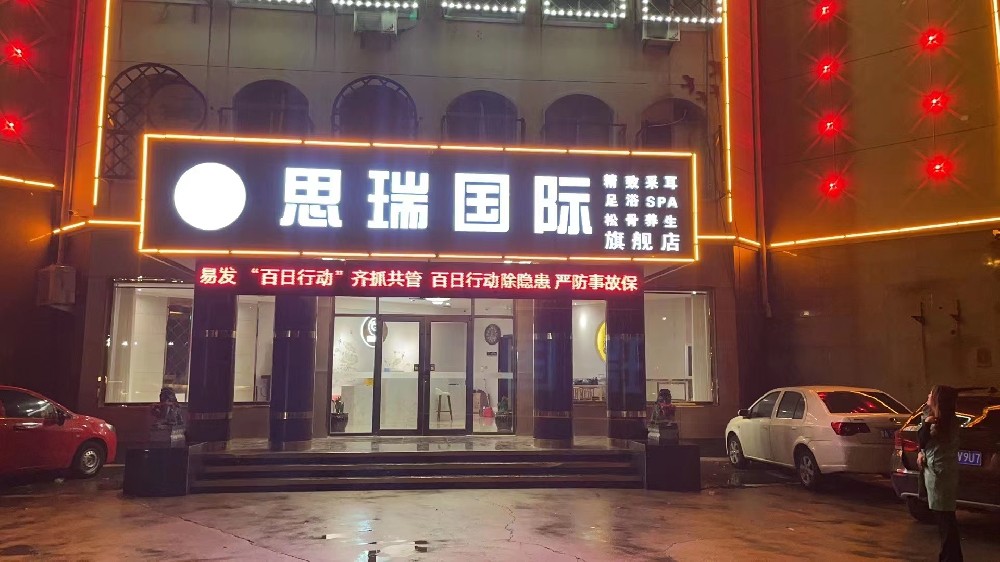 思瑞国际
精致采耳
足浴SPA
松骨养生
旗舰店
易发 “百日行动” 齐抓共管 百日行动除隐患 严防事故保
V9U7